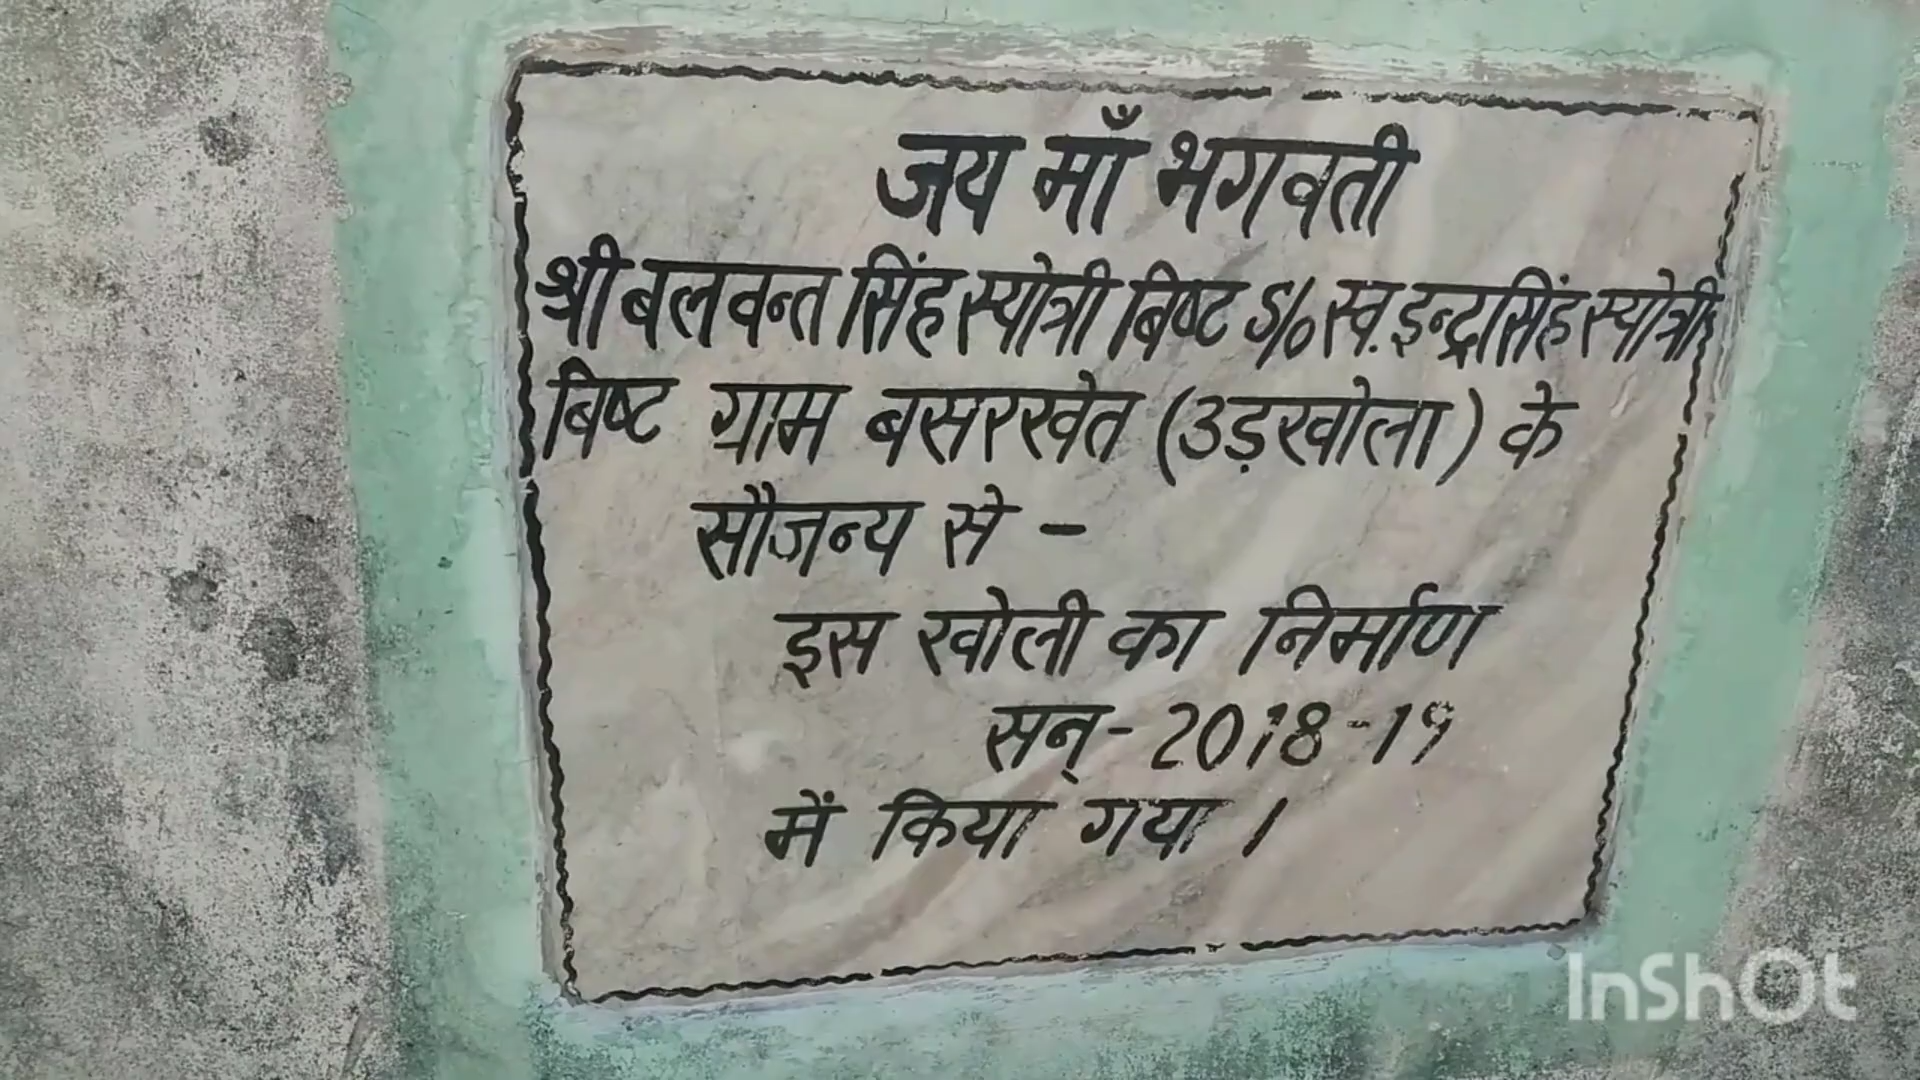 जय माँ भगवती
श्री बलवन्त सिंह स्योत्री बिष्ट S/o स्व. इन्द्रसिंह स्योत्री
बिष्ट ग्राम बसरखेत (उड़खोला) के
सौजन्य से -
इस खोली का निर्माण
सन् - 2018-19
में किया गया ।
InShOt